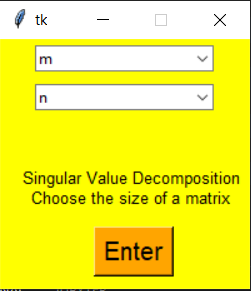 tk
m
n
Singular Value Decomposition
Choose the size of a matrix
Enter